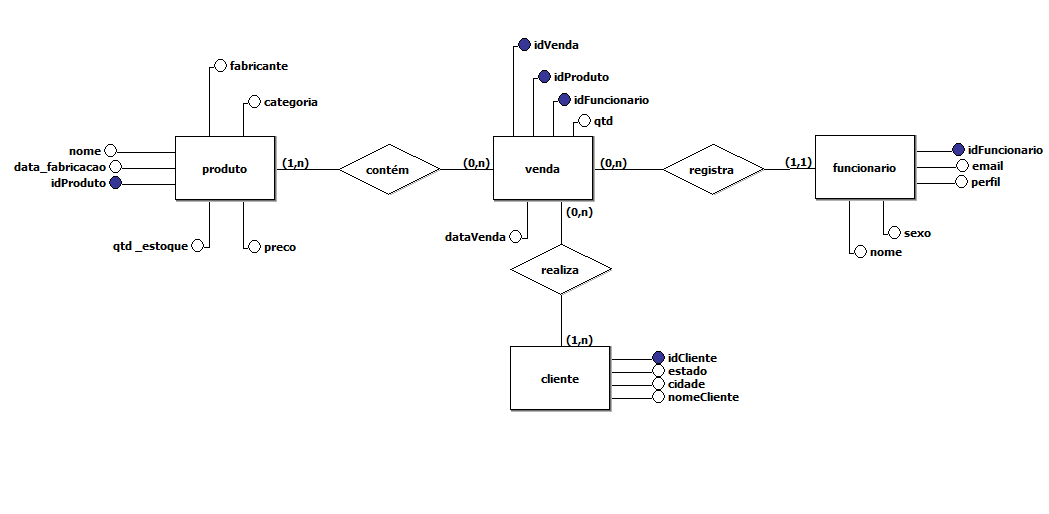 idVenda
fabricante
idProduto
categoria
idFuncionario
qtd
nome
data_fabricacao
idProduto
produto
(1,n)
contém
(0,n)
venda
(0,n)
registra
(1,1)
funcionario
idFuncionario
email
perfil
qtd _estoque
preco
dataVenda
(0,n)
sexo
nome
realiza
(1,n)
cliente
idCliente
estado
cidade
nomeCliente